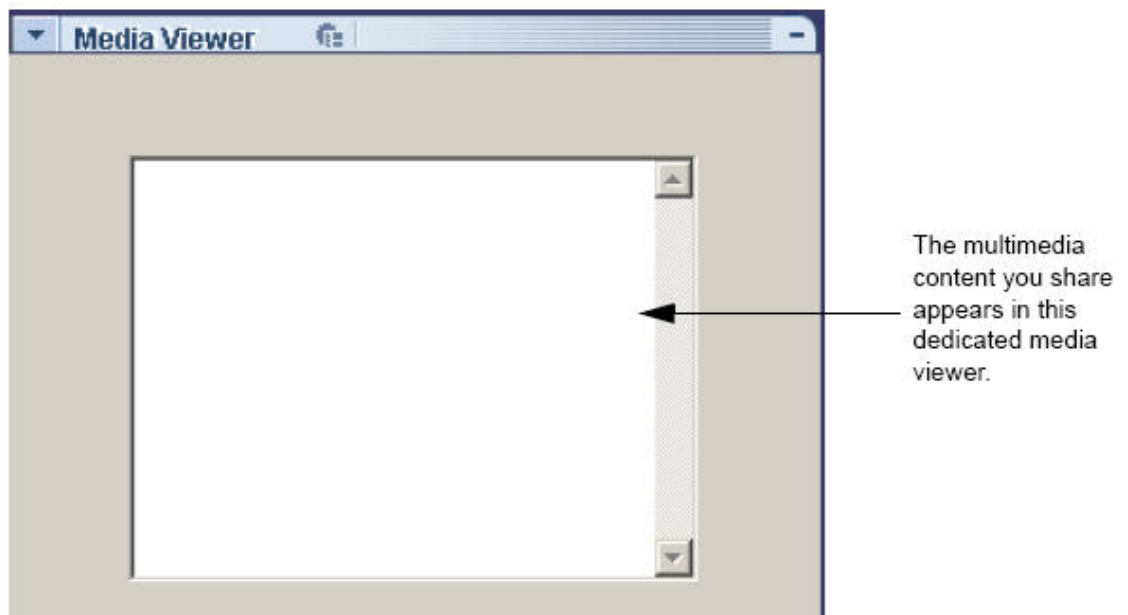 Media Viewer
The multimedia
content you share
appears in this
dedicated media
viewer.